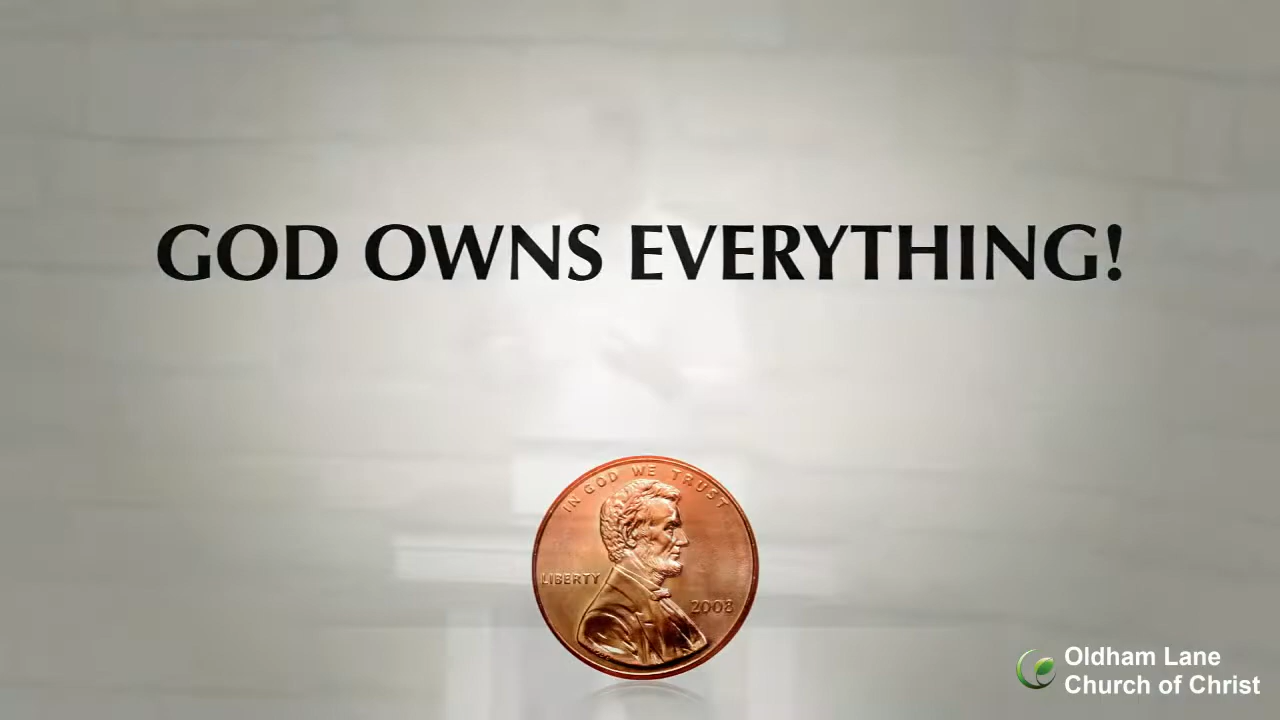 GOD OWNS EVERYTHING!
IN GOD WE TRUST
LIBERTY
2008
Oldham Lane
Church of Christ